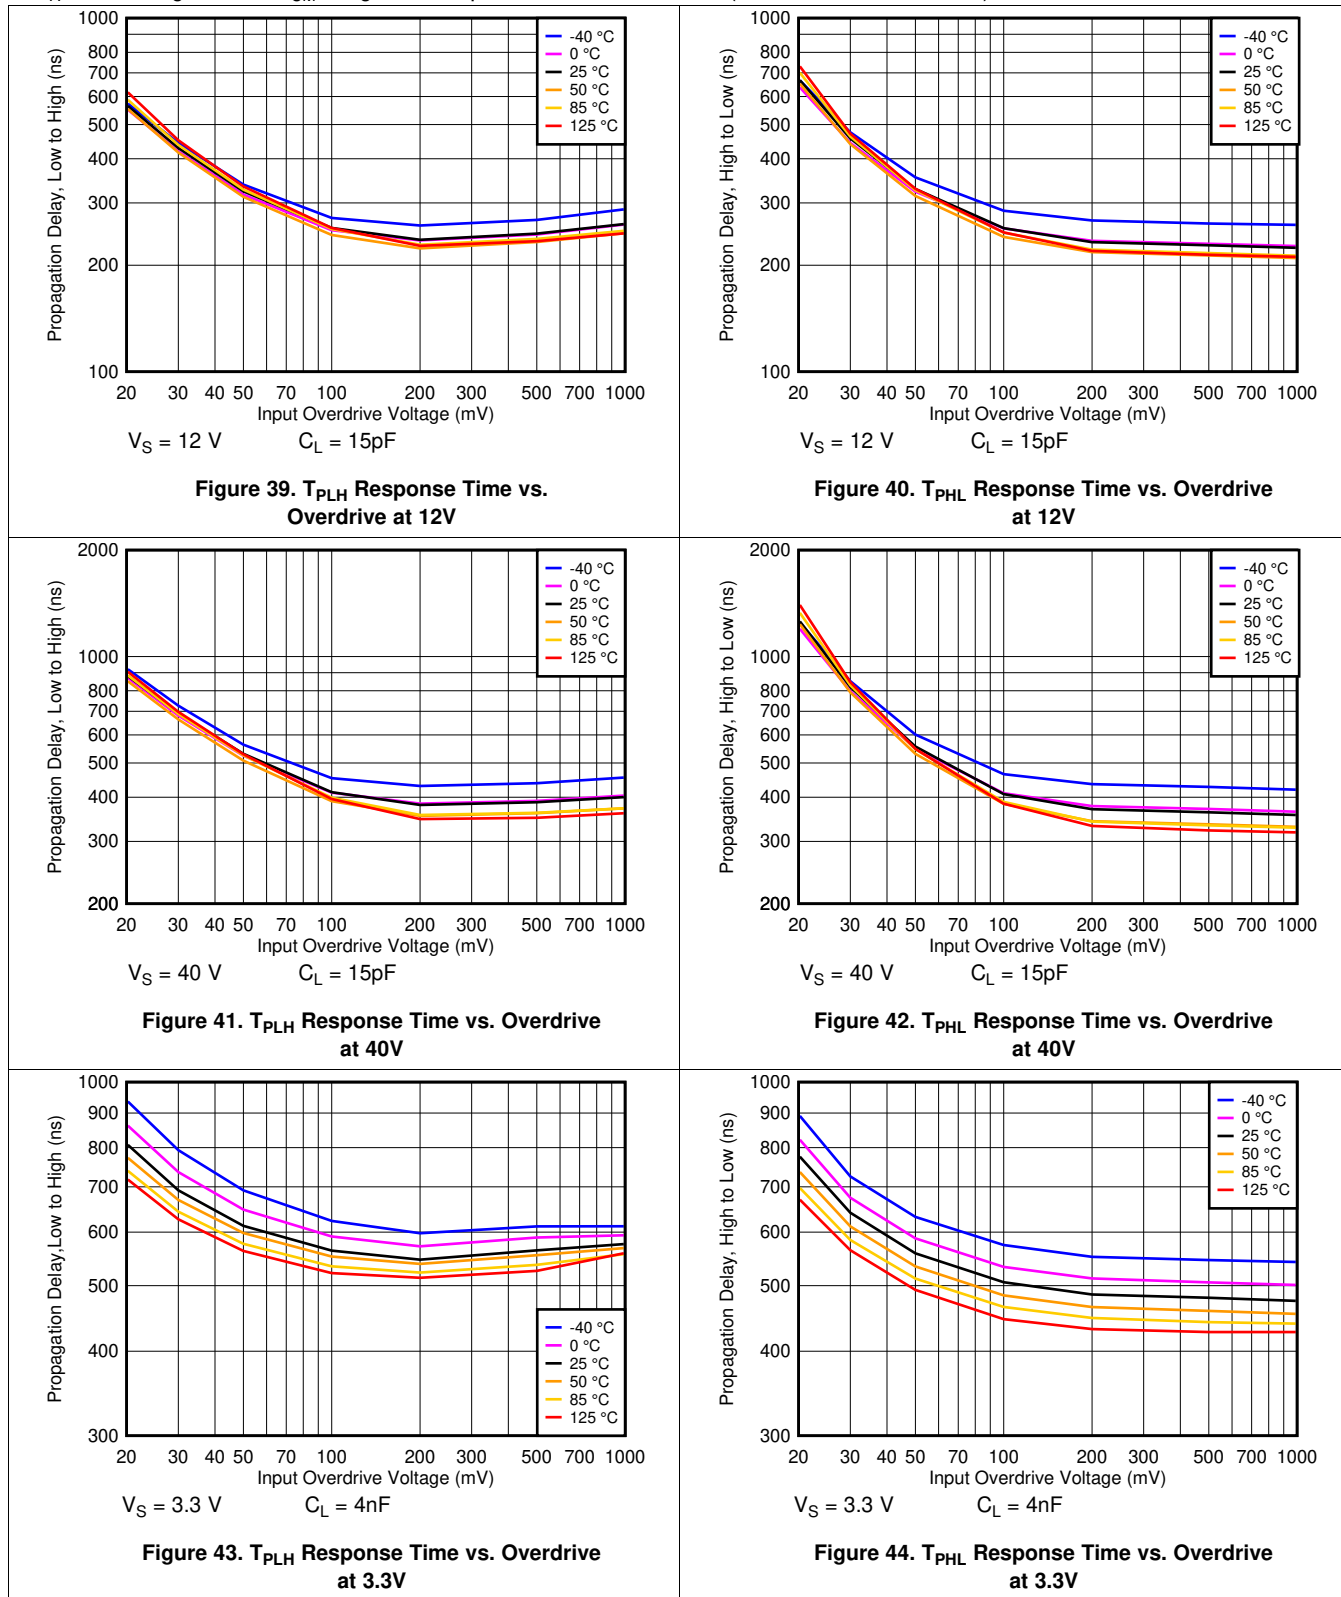 1000
800
700
600
500
400
300
200
100
Propagation Delay, Low to High (ns)
-40 °C
0 °C
25 °C
50 °C
85 °C
125 °C
20 30 50 70 100 200 300 500 700 1000
Input Overdrive Voltage (mV)
VS = 12 V CL = 15pF
Figure 39. TPLH Response Time vs.
Overdrive at 12V
1000
800
700
600
500
400
300
200
100
Propagation Delay, High to Low (ns)
-40 °C
0 °C
25 °C
50 °C
85 °C
125 °C
20 30 50 70 100 200 300 500 700 1000
Input Overdrive Voltage (mV)
VS = 12 V CL = 15pF
Figure 40. TPHL Response Time vs. Overdrive
at 12V
2000
1000
800
700
600
500
400
300
200
Propagation Delay, Low to High (ns)
-40 °C
0 °C
25 °C
50 °C
85 °C
125 °C
20 30 50 70 100 200 300 500 700 1000
Input Overdrive Voltage (mV)
VS = 40 V CL = 15pF
Figure 41. TPLH Response Time vs. Overdrive
at 40V
2000
1000
800
700
600
500
400
300
200
Propagation Delay, High to Low (ns)
-40 °C
0 °C
25 °C
50 °C
85 °C
125 °C
20 30 50 70 100 200 300 500 700 1000
Input Overdrive Voltage (mV)
VS = 40 V CL = 15pF
Figure 42. TPHL Response Time vs. Overdrive
at 40V
1000
900
800
700
600
500
400
300
Propagation Delay,Low to High (ns)
-40 °C
0 °C
25 °C
50 °C
85 °C
125 °C
20 30 50 70 100 200 300 500 700 1000
Input Overdrive Voltage (mV)
VS = 3.3 V CL = 4nF
Figure 43. TPLH Response Time vs. Overdrive
at 3.3V
1000
900
800
700
600
500
400
300
Propagation Delay, High to Low (ns)
-40 °C
0 °C
25 °C
50 °C
85 °C
125 °C
20 30 50 70 100 200 300 500 700 1000
Input Overdrive Voltage (mV)
VS = 3.3 V CL = 4nF
Figure 44. TPHL Response Time vs. Overdrive
at 3.3V